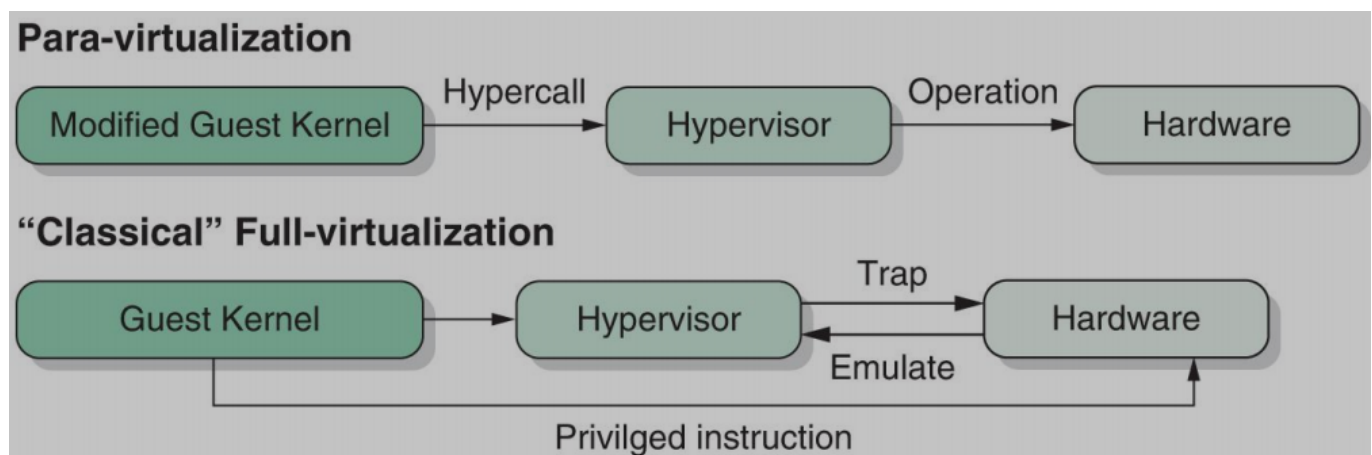 Para-virtualization
Modified Guest Kernel
Hypercall
Hypervisor
Operation
Hardware
“Classical” Full-virtualization
Guest Kernel
Hypervisor
Trap
Emulate
Hardware
Privilged instruction